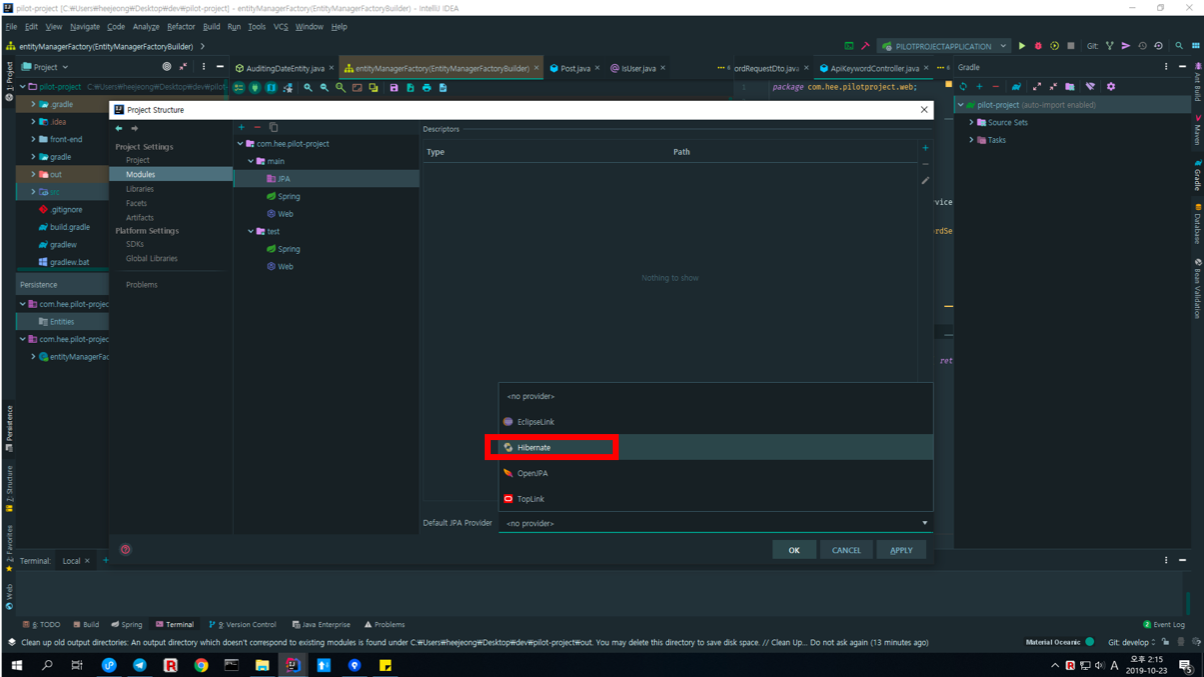 pilot-project [C:₩Users₩heejeong₩Desktop₩dev₩pilot-project] - entityManagerFactory(EntityManagerFactoryBuilder) - IntelliJ IDEA
File Edit View Navigate Code Analyze Refactor Build Run Tools VCS Window Help
entityManagerFactory(EntityManagerFactoryBuilder)
PILOTPROJECTAPPLICATION
Git:
1: Project
Project
AuditingDateEntity.java
entityManagerFactory(EntityManagerFactoryBuilder)
Post.java
IsUser.java
ordRequestDto.java
ApiKeywordController.java
Gradle
pilot-project C:₩Users₩heejeong₩Desktop₩dev₩pilot-
1 package com.hee.pilotproject.web;
.gradle
.idea
front-end
gradle
out
src
.gitignore
build.gradle
gradlew
gradlew.bat
Persistence
com.hee.pilot-projec
Entities
com.hee.pilot-projec
entityManagerFac
Project Structure
Project Settings
Project
Modules
Libraries
Facets
Artifacts
Platform Settings
SDKs
Global Libraries
Problems
com.hee.pilot-project
main
JPA
Spring
Web
test
Spring
Web
Descriptors
Type Path
Nothing to show
<no provider>
EclipseLink
Hibernate
OpenJPA
TopLink
Default JPA Provider <no provider>
OK CANCEL APPLY
rvice
ordSe
ret
pilot-project (auto-import enabled)
Source Sets
Tasks
Ant Build
Maven
Gradle
Database
Bean Validation
Persistence
7: Structure
2: Favorites
Web
Terminal: Local
6: TODO Build Spring Terminal 9: Version Control Java Enterprise Problems
Event Log
Clean up old output directories: An output directory which doesn't correspond to existing modules is found under C:₩Users₩heejeong₩Desktop₩dev₩pilot-project₩out. You may delete this directory to save disk space. // Clean Up... Do not ask again (13 minutes ago)
Material Oceanic
Git: develop
A
오후 2:15
2019-10-23
5